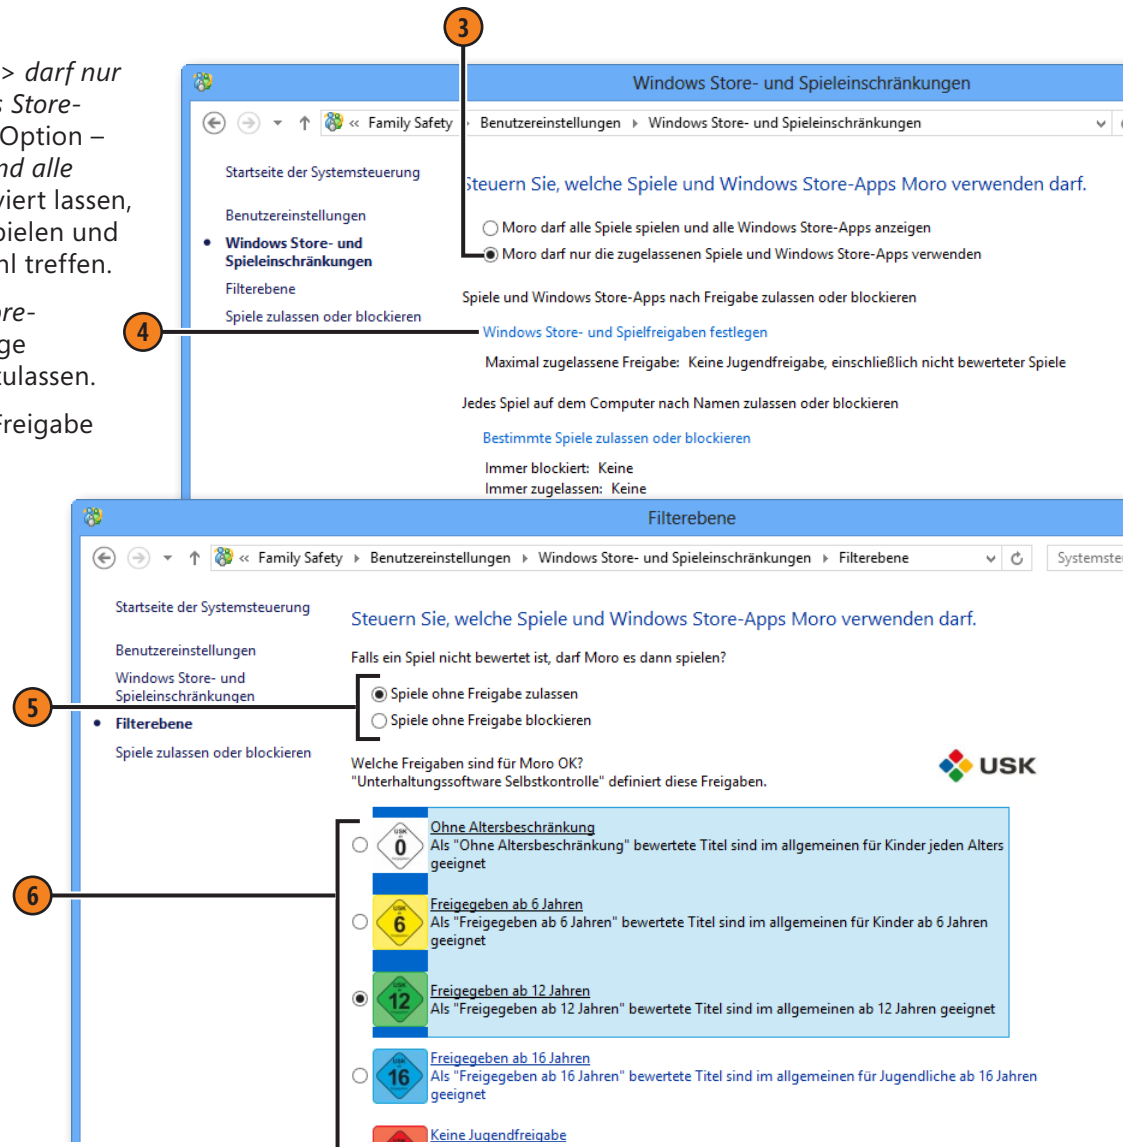 > darf nur
s Store-
Option –
nd alle
viert lassen,
pielen und
hl treffen.
ore-
ge
zulassen.
Freigabe
3
Windows Store- und Spieleinschränkungen
« Family Safety Benutzereinstellungen Windows Store- und Spieleinschränkungen
Startseite der Systemsteuerung
Benutzereinstellungen
• Windows Store- und
Spieleinschränkungen
Filterebene
Spiele zulassen oder blockieren
Steuern Sie, welche Spiele und Windows Store-Apps Moro verwenden darf.
Moro darf alle Spiele spielen und alle Windows Store-Apps anzeigen
Moro darf nur die zugelassenen Spiele und Windows Store-Apps verwenden
Spiele und Windows Store-Apps nach Freigabe zulassen oder blockieren
4
Windows Store- und Spielfreigaben festlegen
Maximal zugelassene Freigabe: Keine Jugendfreigabe, einschließlich nicht bewerteter Spiele
Jedes Spiel auf dem Computer nach Namen zulassen oder blockieren
Bestimmte Spiele zulassen oder blockieren
Immer blockiert: Keine
Immer zugelassen: Keine
Filterebene
« Family Safety Benutzereinstellungen Windows Store- und Spieleinschränkungen Filterebene
Systemste
Startseite der Systemsteuerung
Benutzereinstellungen
Windows Store- und
Spieleinschränkungen
• Filterebene
Spiele zulassen oder blockieren
Steuern Sie, welche Spiele und Windows Store-Apps Moro verwenden darf.
Falls ein Spiel nicht bewertet ist, darf Moro es dann spielen?
5
Spiele ohne Freigabe zulassen
Spiele ohne Freigabe blockieren
Welche Freigaben sind für Moro OK?
"Unterhaltungssoftware Selbstkontrolle" definiert diese Freigaben.
USK
6
USK
0
Ohne Altersbeschränkung
Als "Ohne Altersbeschränkung" bewertete Titel sind im allgemeinen für Kinder jeden Alters
geeignet
USK
6
Freigegeben ab 6 Jahren
Als "Freigegeben ab 6 Jahren" bewertete Titel sind im allgemeinen für Kinder ab 6 Jahren
geeignet
USK
12
Freigegeben ab 12 Jahren
Als "Freigegeben ab 12 Jahren" bewertete Titel sind im allgemeinen ab 12 Jahren geeignet
USK
16
Freigegeben ab 16 Jahren
Als "Freigegeben ab 16 Jahren" bewertete Titel sind im allgemeinen für Jugendliche ab 16 Jahren
geeignet
Keine Jugendfreigabe